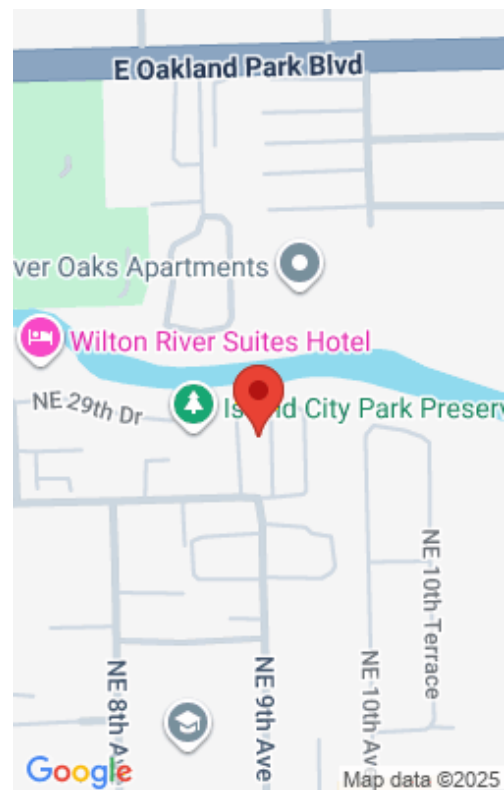 E Oakland Park Blvd
ver Oaks Apartments
Wilton River Suites Hotel
NE 29th Dr
Island City Park Preserv
NE 10th Terrace
NE 8th Av
NE 9th Ave
NE 10th Ave
Google
Map data ©2025